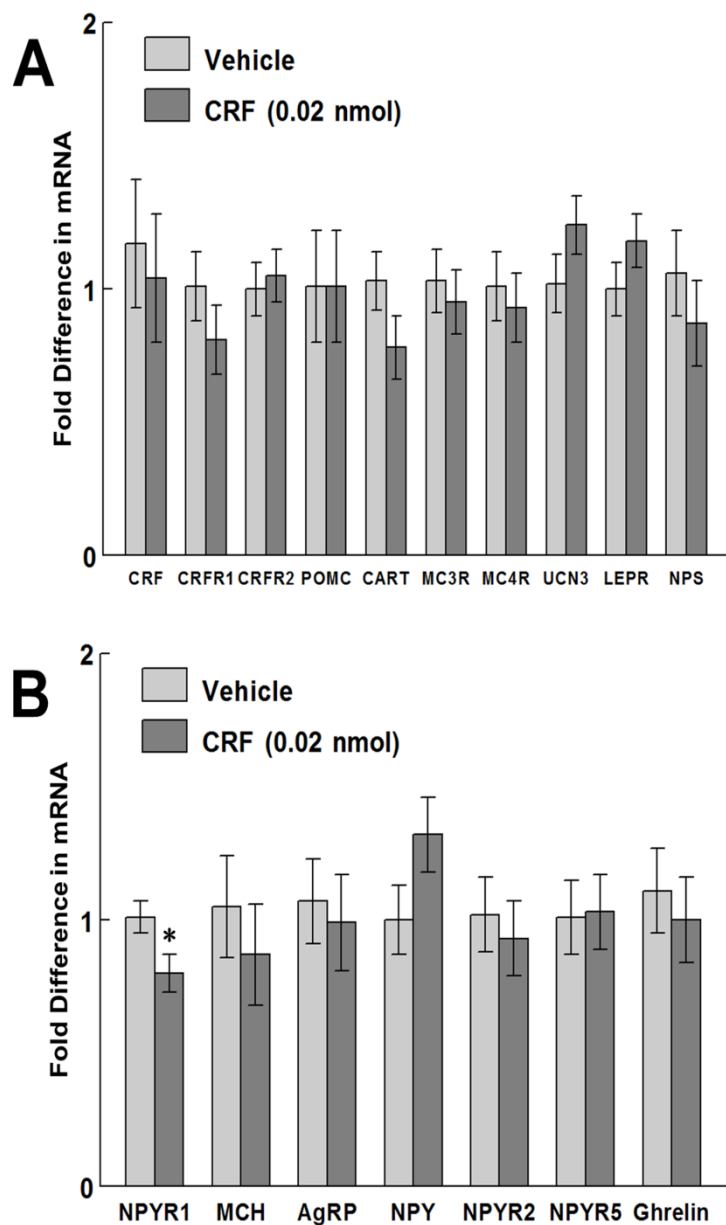 A
2
Vehicle
CRF (0.02 nmol)
Fold Difference in mRNA
1
0
CRF CRFR1 CRFR2 POMC CART MC3R MC4R UCN3 LEPR NPS
B
2
Vehicle
CRF (0.02 nmol)
Fold Difference in mRNA
1
*
0
NPYR1 MCH AgRP NPY NPYR2 NPYR5 Ghrelin